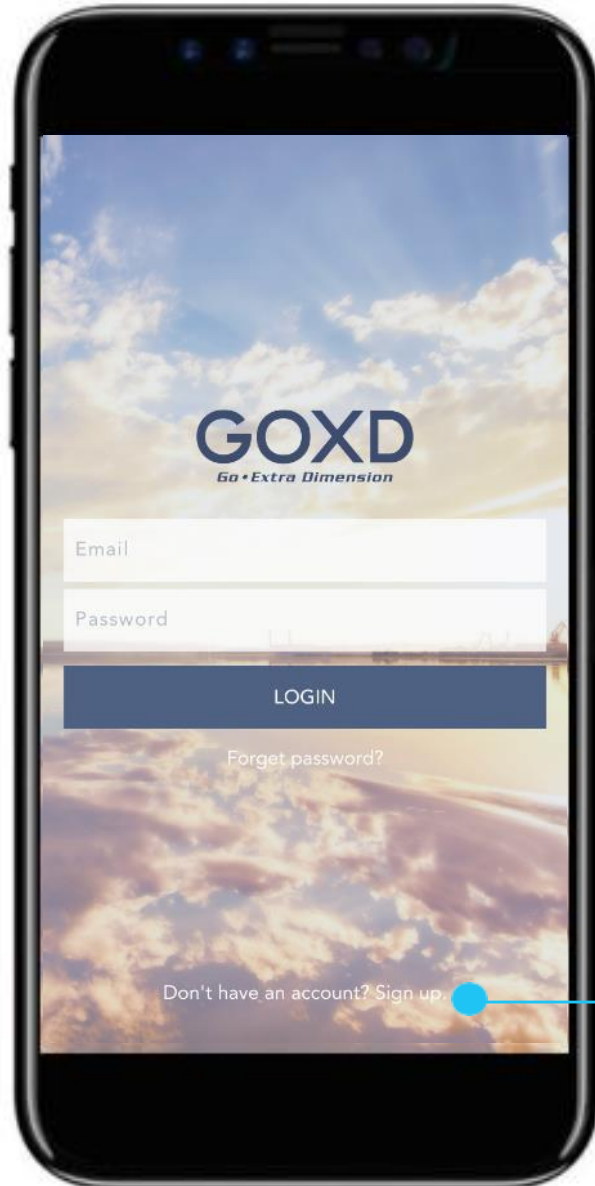 GOXD
Go•Extra Dimension
Email
Password
LOGIN
Forget password?
Don't have an account? Sign up.